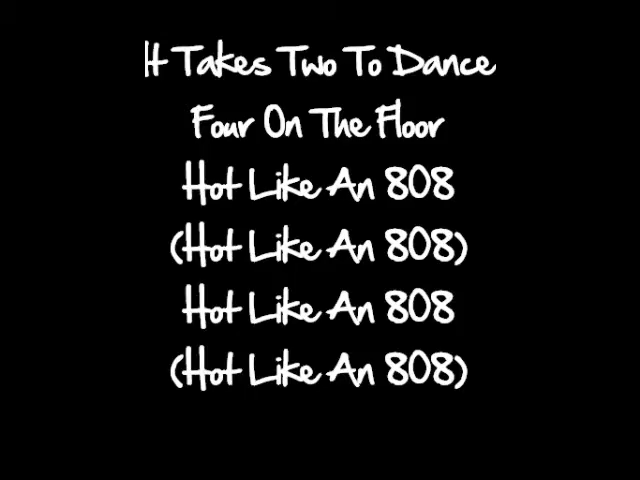 It Takes Two To Dance
Four On The Floor
Hot Like An 808
(Hot Like An 808)
Hot Like An 808
(Hot Like An 808)